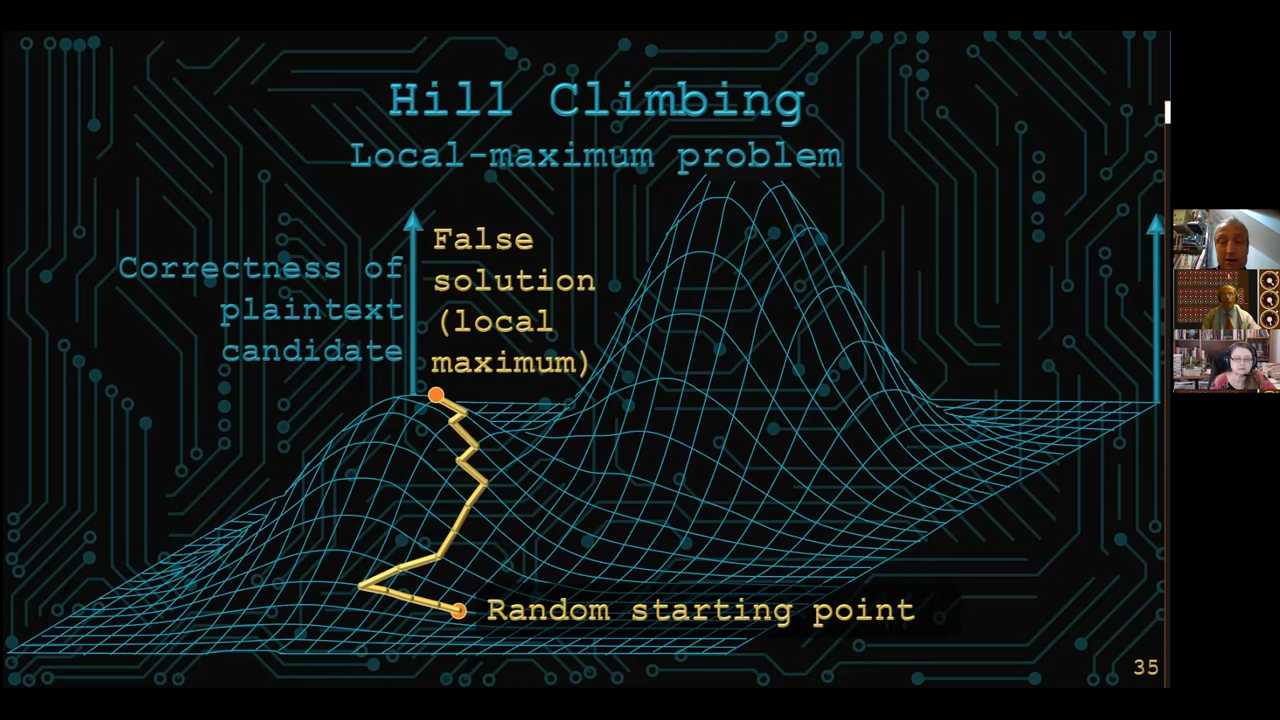 Hill Climbing
Local-maximum problem
Correctness of
plaintext
candidate
False
solution
(local
maximum)
Random starting point
35